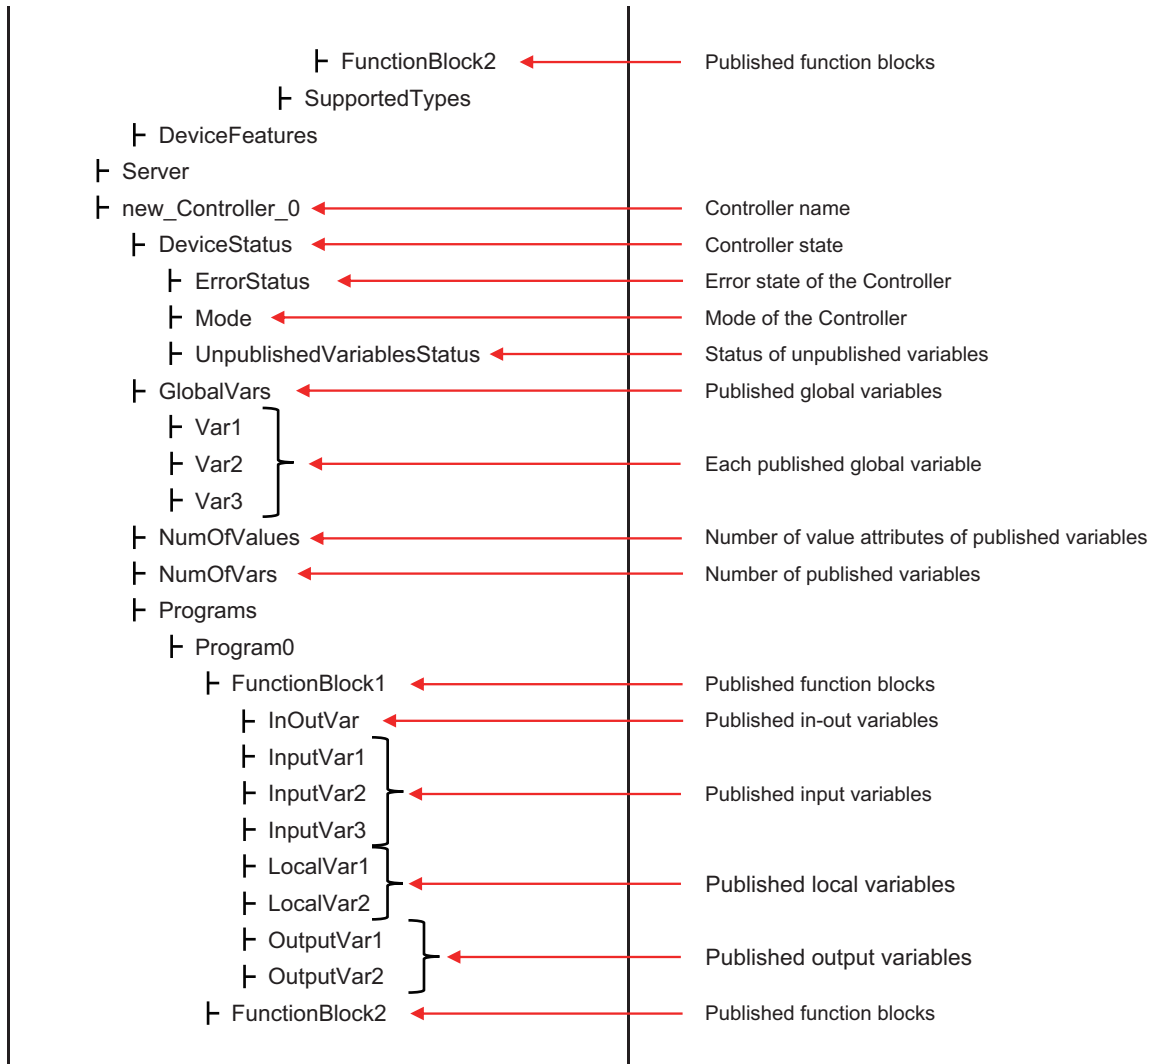 FunctionBlock2 Published function blocks
SupportedTypes
DeviceFeatures
Server
new_Controller_0 Controller name
DeviceStatus Controller state
ErrorStatus Error state of the Controller
Mode Mode of the Controller
UnpublishedVariablesStatus Status of unpublished variables
GlobalVars Published global variables
Var1
Var2 Each published global variable
Var3
NumOfValues Number of value attributes of published variables
NumOfVars Number of published variables
Programs
Program0
FunctionBlock1 Published function blocks
InOutVar Published in-out variables
InputVar1
InputVar2 Published input variables
InputVar3
LocalVar1
Published local variables
LocalVar2
OutputVar1
Published output variables
OutputVar2
FunctionBlock2 Published function blocks